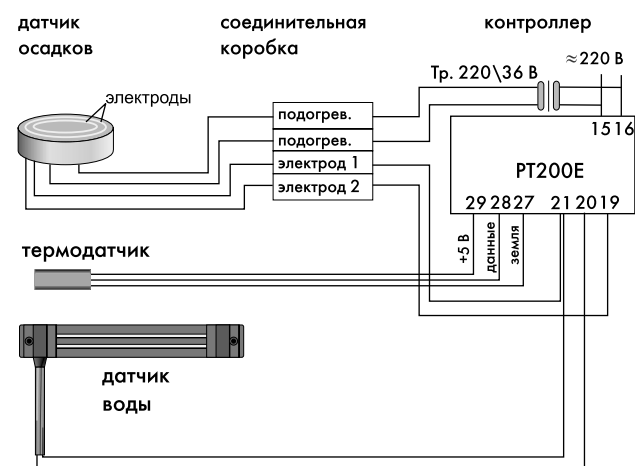 датчик
осадков
соединительная
коробка
контроллер
≈220 В
Тр. 220\36 В
электроды
подогрев.
подогрев.
электрод 1
электрод 2
15 16
РТ200Е
29 28 27 21 20 19
+5 В
данные
земля
термодатчик
датчик
воды